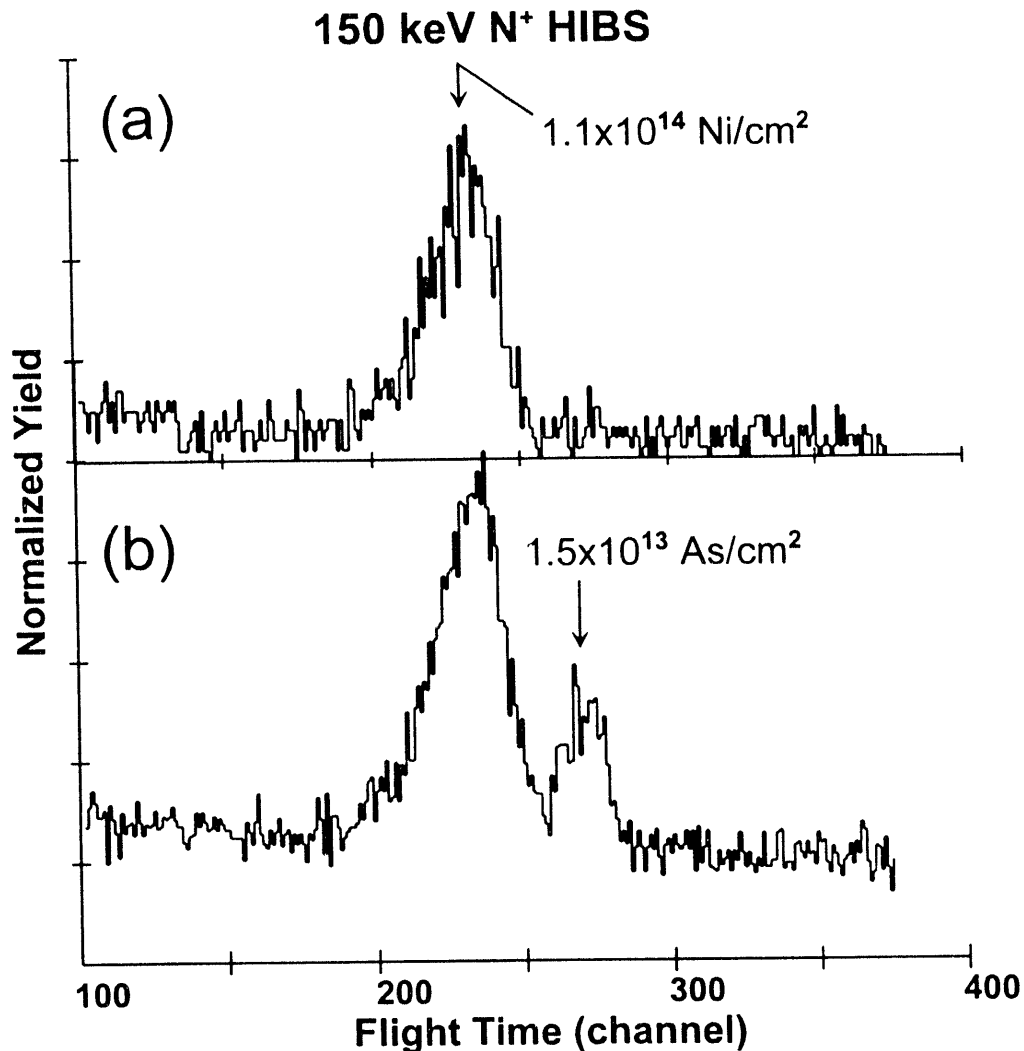 150 keV N⁺ HIBS
(a)
1.1x10¹⁴ Ni/cm²
(b)
1.5x10¹³ As/cm²
Normalized Yield
100 200 300 400
Flight Time (channel)